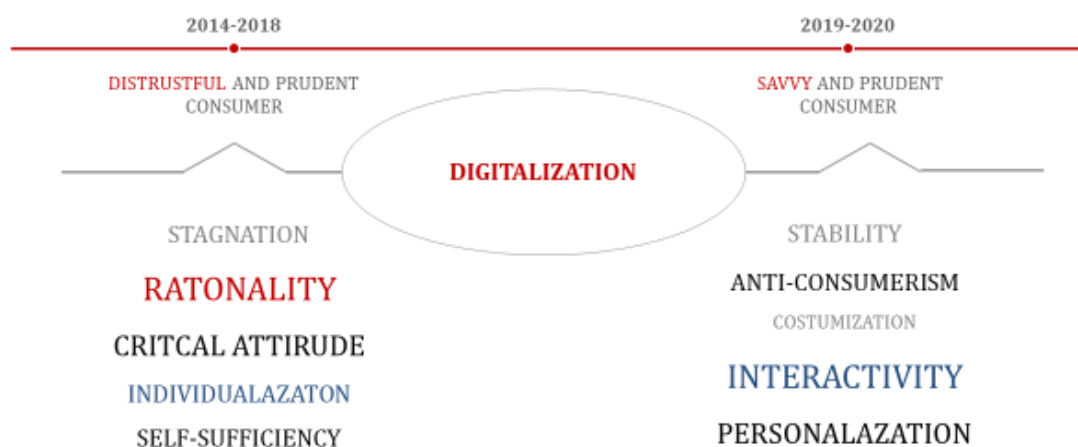 2014-2018
DISTRUSTFUL AND PRUDENT
CONSUMER
DIGITALIZATION
STAGNATION
RATONALITY
CRITCAL ATTIRUDE
INDIVIDUALAZATON
SELF-SUFFICIENCY
2019-2020
SAVVY AND PRUDENT
CONSUMER
STABILITY
ANTI-CONSUMERISM
COSTUMIZATION
INTERACTIVITY
PERSONALAZATION